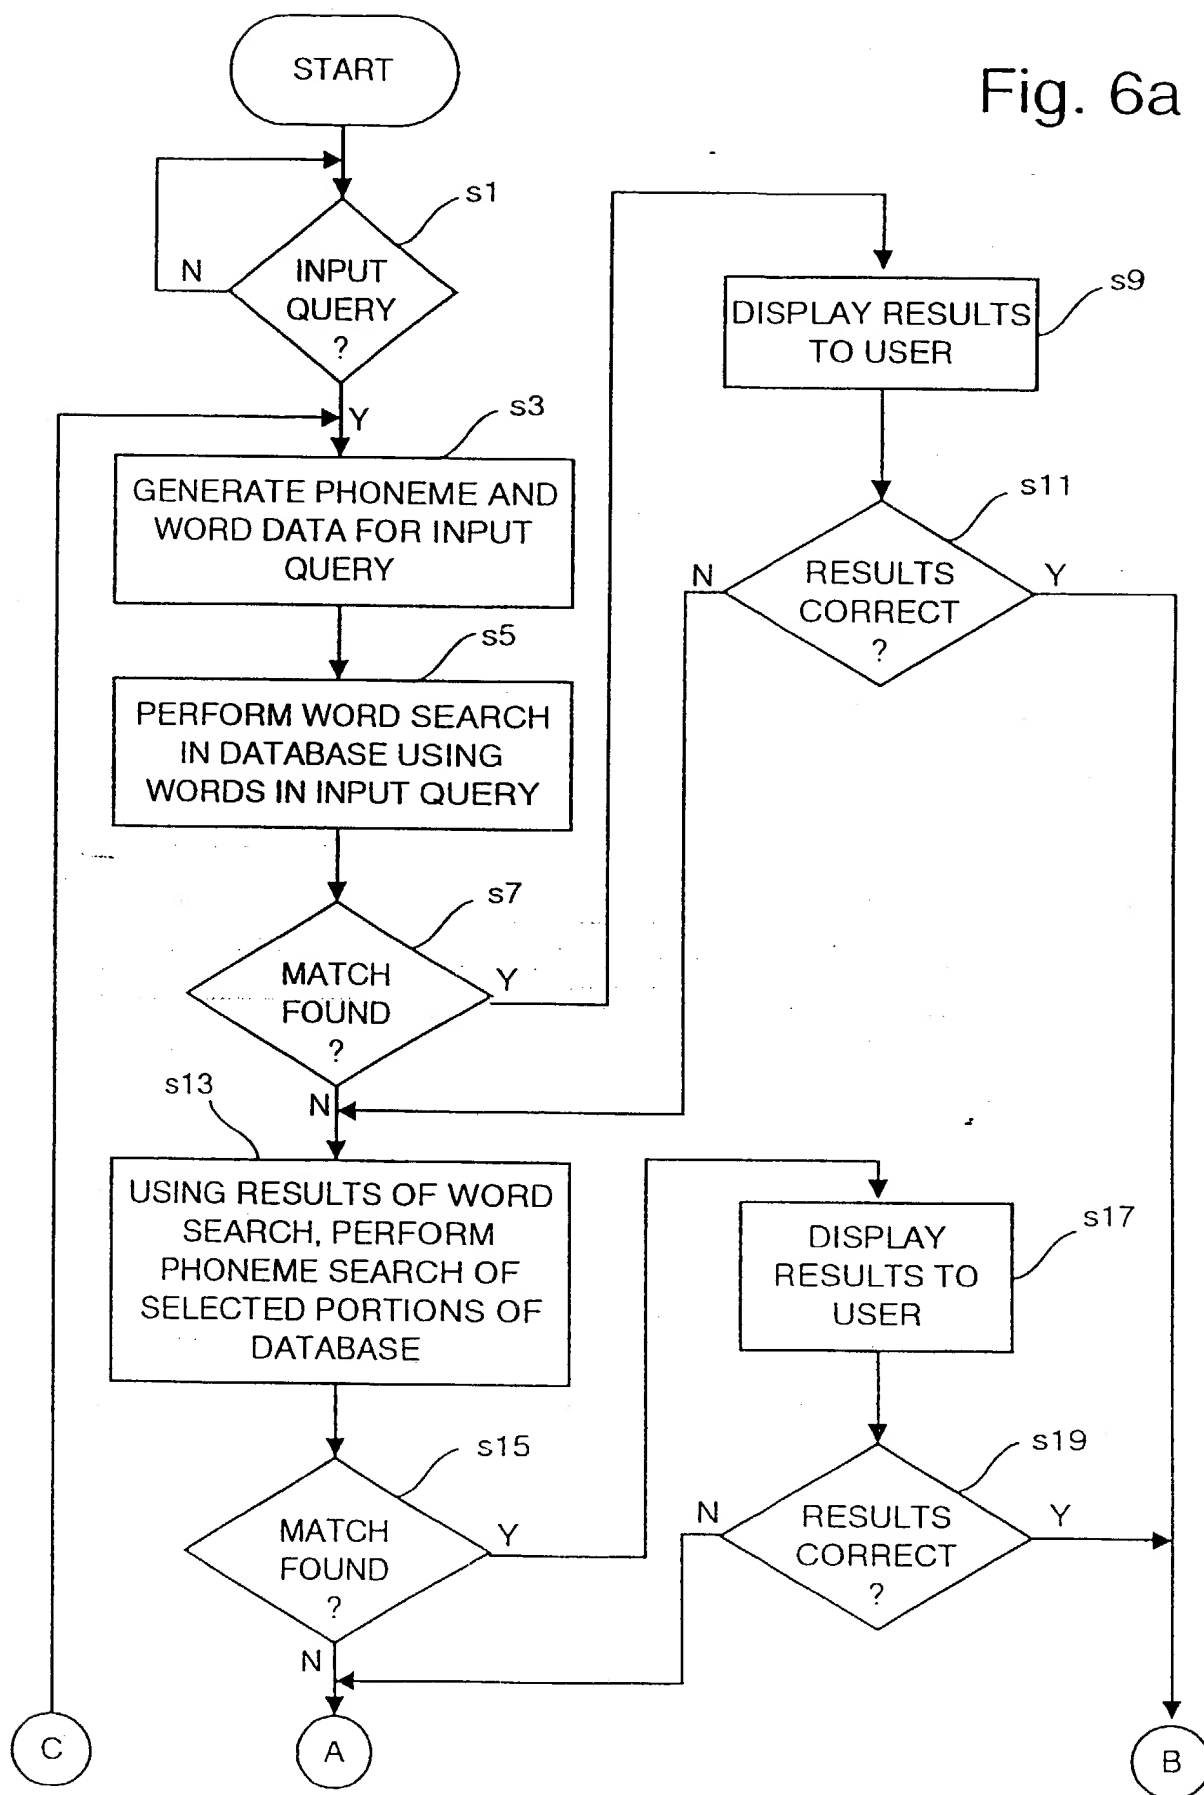 START
Fig. 6a
s1
N
INPUT
QUERY
?
Y
s3
GENERATE PHONEME AND
WORD DATA FOR INPUT
QUERY
s5
PERFORM WORD SEARCH
IN DATABASE USING
WORDS IN INPUT QUERY
s7
MATCH
FOUND
?
Y
N
s9
DISPLAY RESULTS
TO USER
s11
N
RESULTS
CORRECT
?
Y
s13
USING RESULTS OF WORD
SEARCH, PERFORM
PHONEME SEARCH OF
SELECTED PORTIONS OF
DATABASE
s15
MATCH
FOUND
?
Y
N
s17
DISPLAY
RESULTS TO
USER
s19
N
RESULTS
CORRECT
?
Y
C
A
B